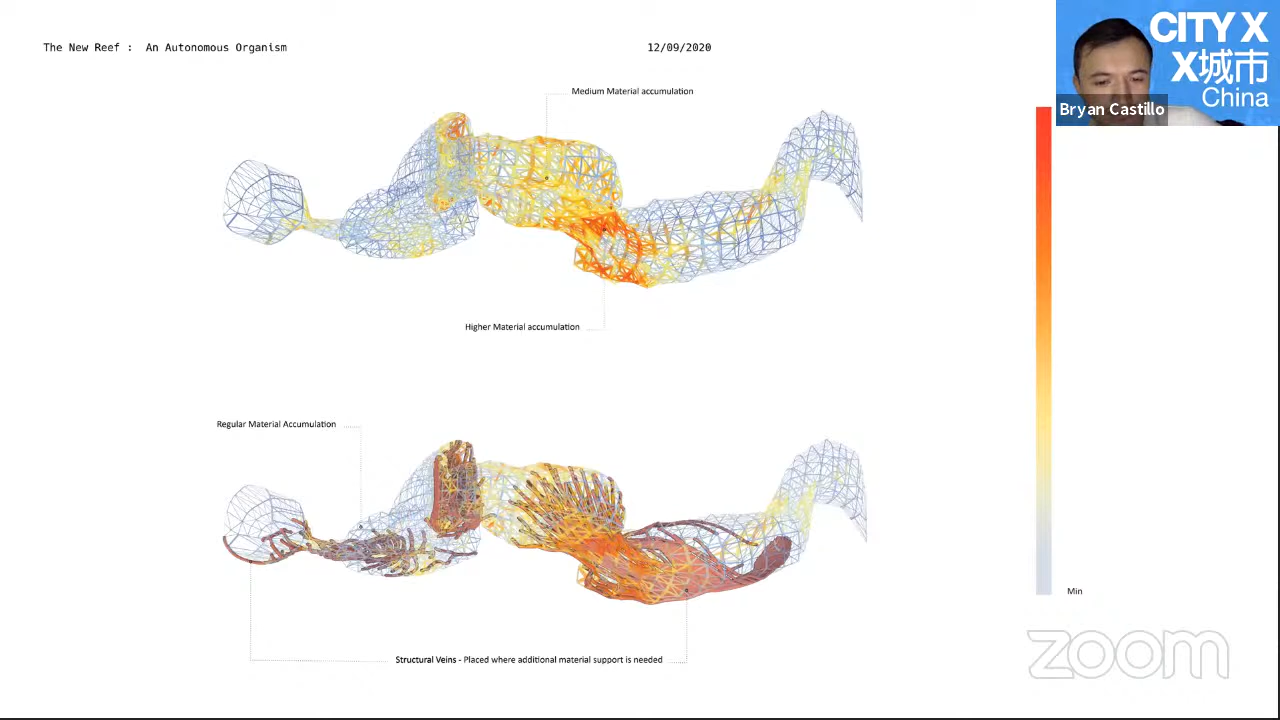 The New Reef : An Autonomous Organism
12/09/2020
CITY X
X城市
China
Bryan Castillo
Medium Material accumulation
Higher Material accumulation
Regular Material Accumulation
Min
Structural Veins - Placed where additional material support is needed
zoom